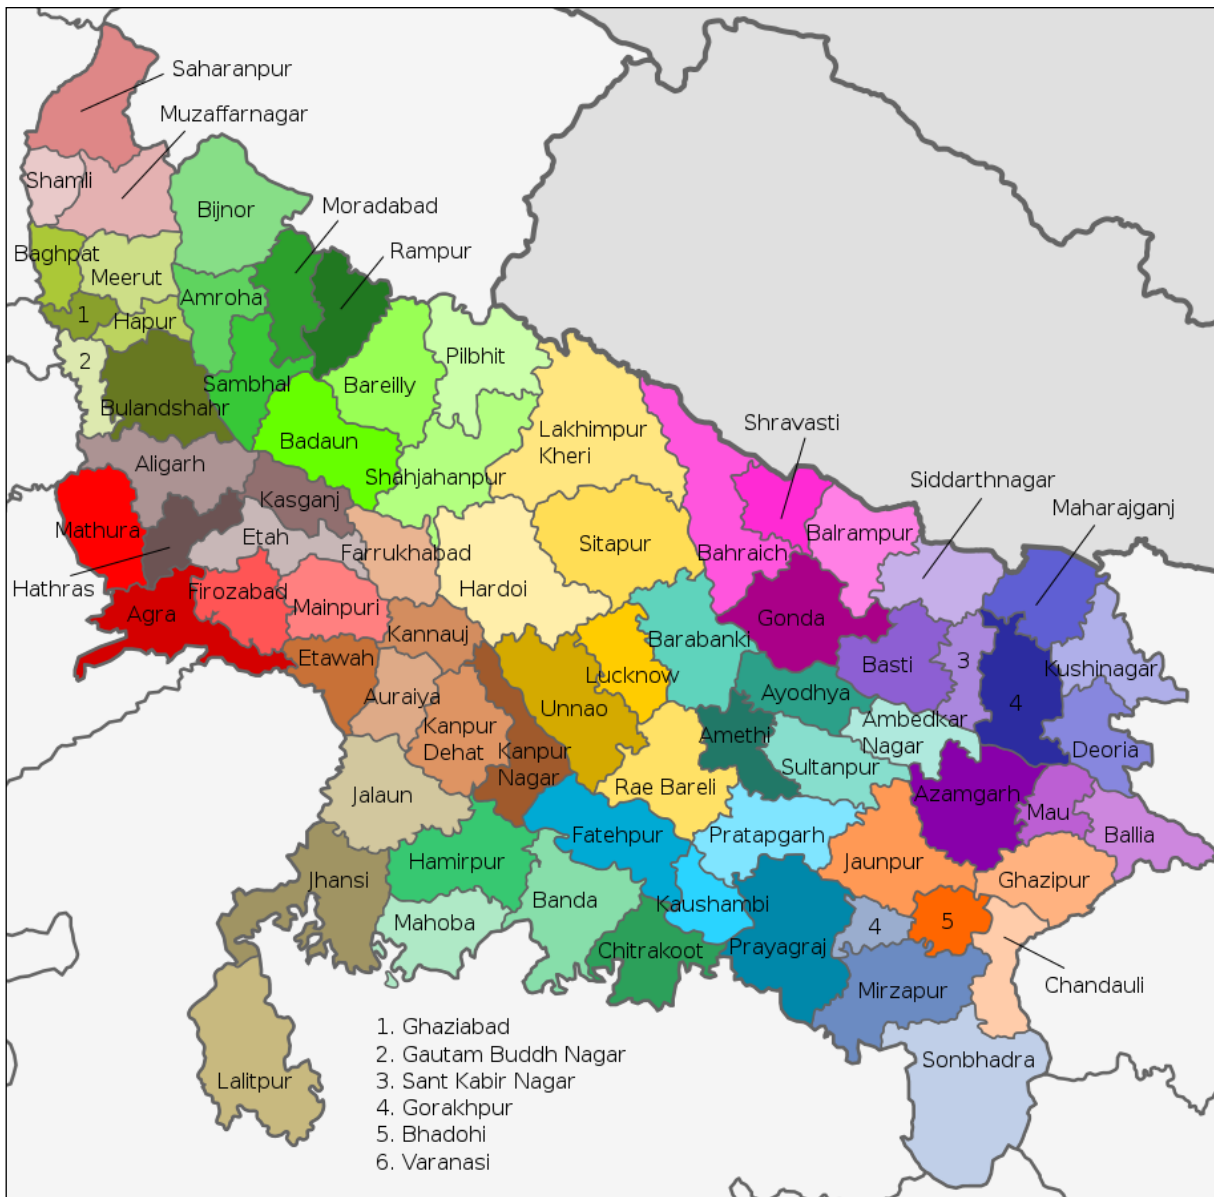 Saharanpur
Muzaffarnagar
Shamli
Bijnor
Moradabad
Rampur
Baghpat
Meerut
Amroha
1
Hapur
2
Sambhal
Bareilly
Pilbhit
Bulandshahr
Badaun
Lakhimpur
Kheri
Shravasti
Aligarh
Shahjahanpur
Siddarthnagar
Kasganj
Maharajganj
Mathura
Etah
Farrukhabad
Sitapur
Bahraich
Balrampur
Hathras
Firozabad
Hardoi
Agra
Mainpuri
Gonda
Kannauj
Barabanki
Etawah
Lucknow
Basti
3
Kushinagar
Auraiya
Ayodhya
Unnao
4
Kanpur
Dehat
Ambedkar
Nagar
Amethi
Deoria
Kanpur
Nagar
Sultanpur
Rae Bareli
Jalaun
Azamgarh
Mau
Fatehpur
Pratapgarh
Ballia
Hamirpur
Jaunpur
Jhansi
Ghazipur
Banda
Kaushambi
Mahoba
4
5
Chitrakoot
Prayagraj
Chandauli
Mirzapur
Sonbhadra
Lalitpur
1. Ghaziabad
2. Gautam Buddh Nagar
3. Sant Kabir Nagar
4. Gorakhpur
5. Bhadohi
6. Varanasi